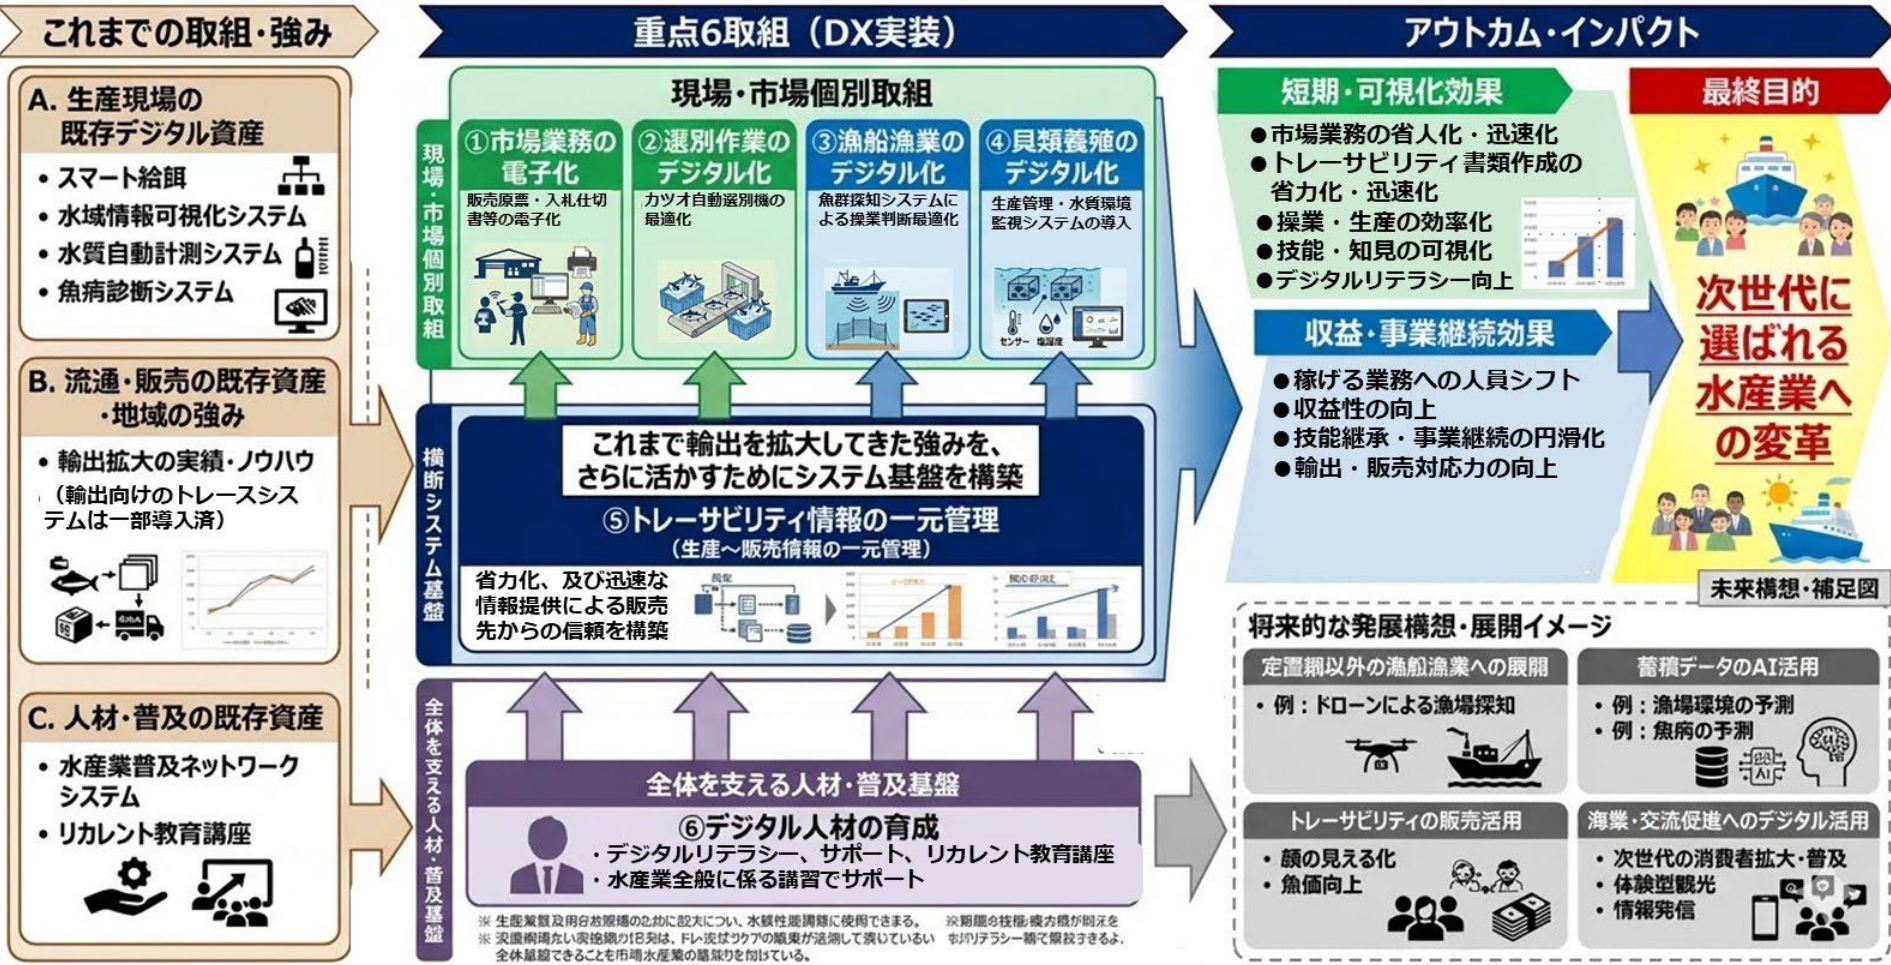 これまでの取組・強み
A. 生産現場の
既存デジタル資産
• スマート給餌
• 水域情報可視化システム
• 水質自動計測システム
• 魚病診断システム
B. 流通・販売の既存資産
・地域の強み
• 輸出拡大の実績・ノウハウ
（輸出向けのトレースシス
テムは一部導入済）
C. 人材・普及の既存資産
• 水産業普及ネットワーク
システム
• リカレント教育講座
重点6取組（DX実装）
現場・市場個別取組
現場・市場個別取組
①市場業務の
電子化
販売原票・入札仕切
書等の電子化
②選別作業の
デジタル化
カツオ自動選別機の
最適化
③漁船漁業の
デジタル化
魚群探知システムに
よる操業判断最適化
④貝類養殖の
デジタル化
生産管理・水質環境
監視システムの導入
センサー 塩湿度
横断システム基盤
これまで輸出を拡大してきた強みを、
さらに活かすためにシステム基盤を構築
⑤トレーサビリティ情報の一元管理
（生産～販売情報の一元管理）
省力化、及び迅速な
情報提供による販売
先からの信頼を構築
全体を支える人材・普及基盤
全体を支える人材・普及基盤
⑥デジタル人材の育成
・デジタルリテラシー、サポート、リカレント教育講座
・水産業全般に係る講習でサポート
アウトカム・インパクト
短期・可視化効果
●市場業務の省人化・迅速化
●トレーサビリティ書類作成の
省力化・迅速化
●操業・生産の効率化
●技能・知見の可視化
●デジタルリテラシー向上
収益・事業継続効果
●稼げる業務への人員シフト
●収益性の向上
●技能継承・事業継続の円滑化
●輸出・販売対応力の向上
最終目的
次世代に
選ばれる
水産業へ
の変革
未来構想・補足図
将来的な発展構想・展開イメージ
定置網以外の漁船漁業への展開
• 例：ドローンによる漁場探知
蓄積データのAI活用
• 例：漁場環境の予測
• 例：魚病の予測
AI
トレーサビリティの販売活用
• 顔の見える化
• 魚価向上
海業・交流促進へのデジタル活用
• 次世代の消費者拡大・普及
• 体験型観光
• 情報発信